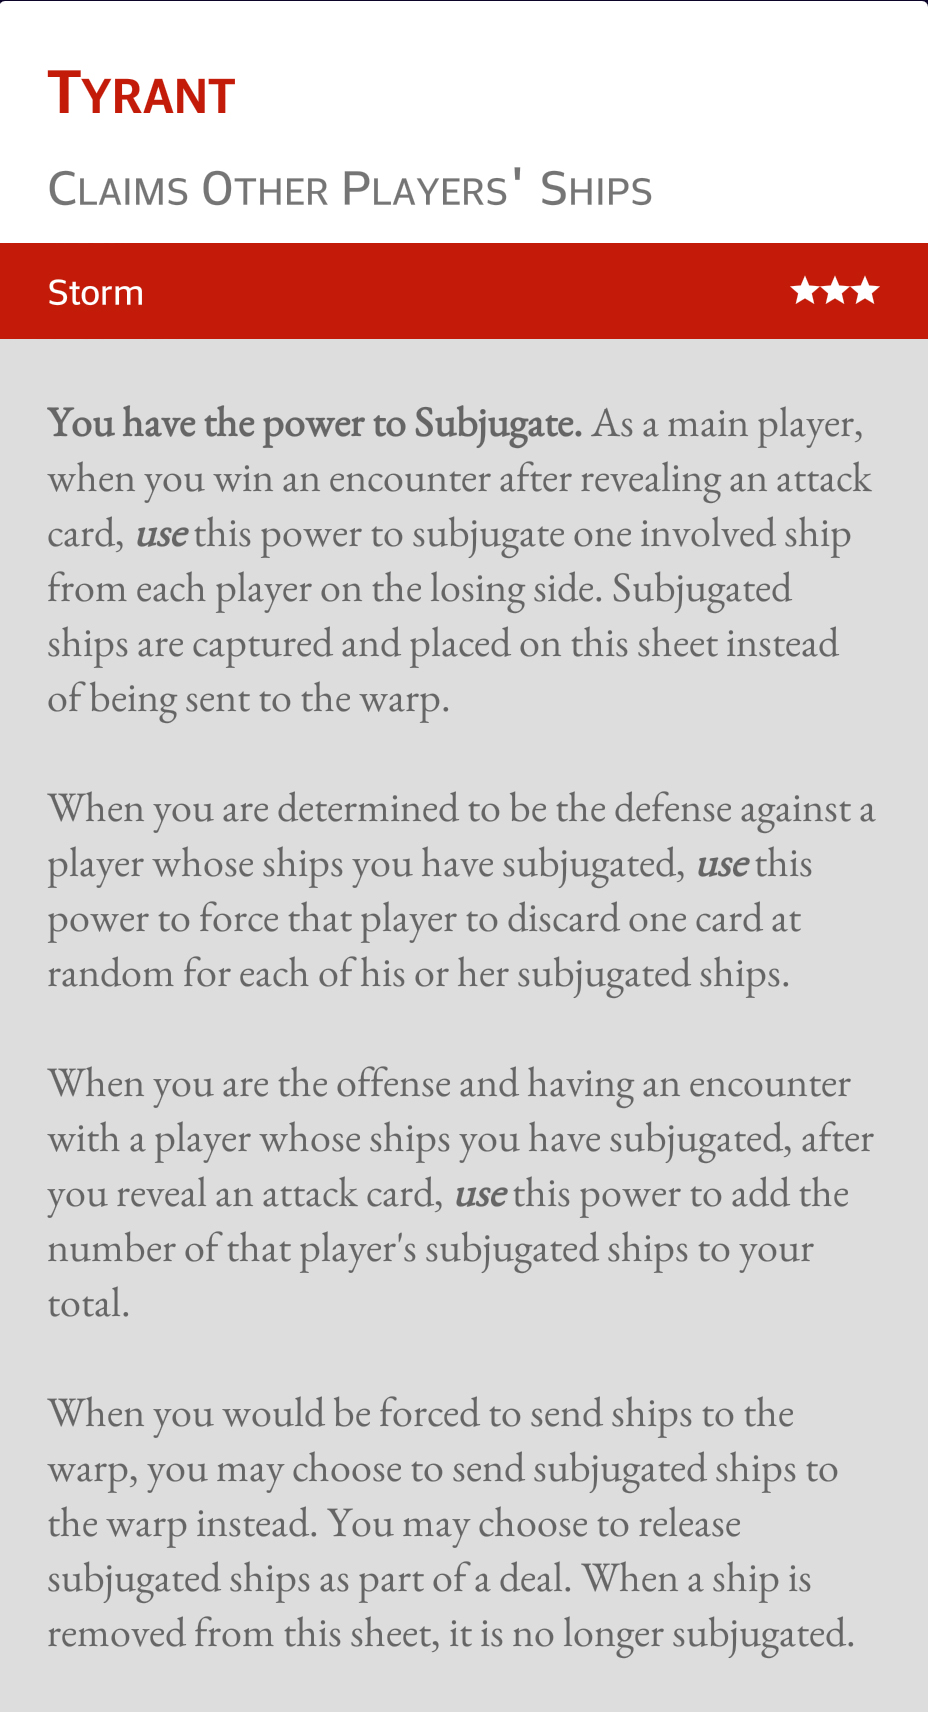 Tyrant
Claims Other Players' Ships
Storm ★★★
You have the power to Subjugate. As a main player,
when you win an encounter after revealing an attack
card, use this power to subjugate one involved ship
from each player on the losing side. Subjugated
ships are captured and placed on this sheet instead
of being sent to the warp.
When you are determined to be the defense against a
player whose ships you have subjugated, use this
power to force that player to discard one card at
random for each of his or her subjugated ships.
When you are the offense and having an encounter
with a player whose ships you have subjugated, after
you reveal an attack card, use this power to add the
number of that player's subjugated ships to your
total.
When you would be forced to send ships to the
warp, you may choose to send subjugated ships to
the warp instead. You may choose to release
subjugated ships as part of a deal. When a ship is
removed from this sheet, it is no longer subjugated.